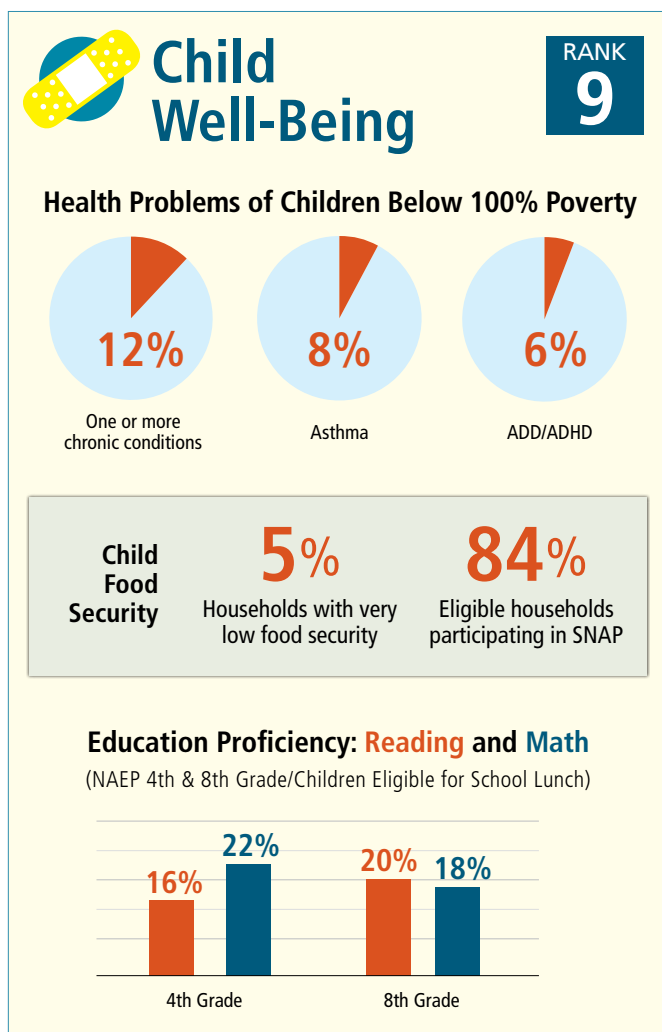 Child
Well-Being
RANK
9
Health Problems of Children Below 100% Poverty
12%
8%
6%
One or more
chronic conditions
Asthma
ADD/ADHD
Child
Food
Security
5%
Households with very
low food security
84%
Eligible households
participating in SNAP
Education Proficiency: Reading and Math
(NAEP 4th & 8th Grade/Children Eligible for School Lunch)
16%
22%
20%
18%
4th Grade
8th Grade